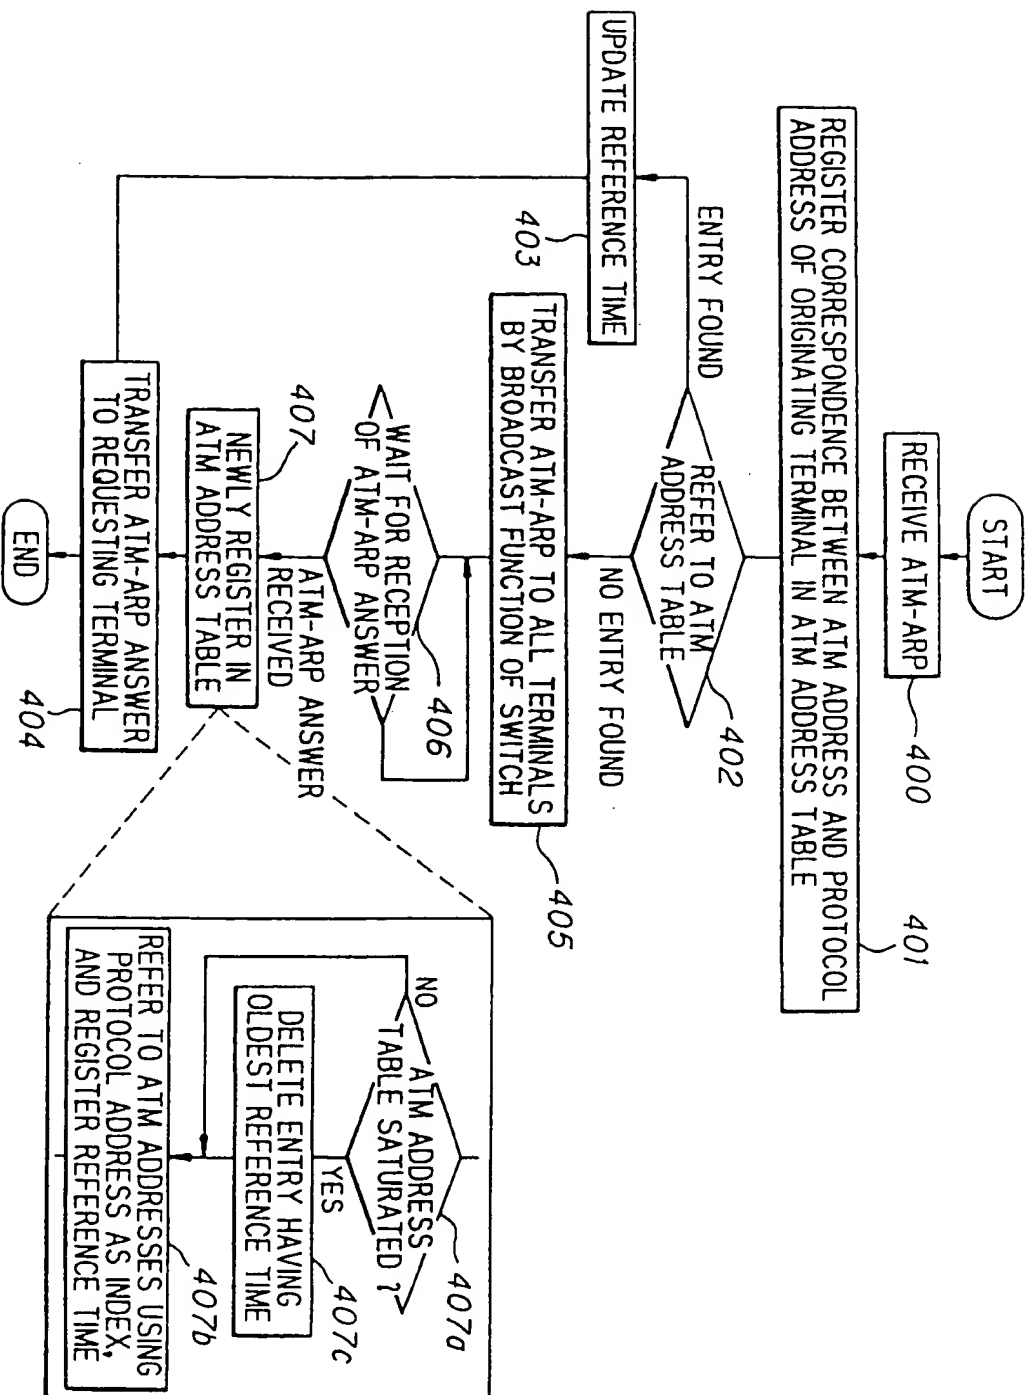 START
RECEIVE ATM-ARP
400
REGISTER CORRESPONDENCE BETWEEN ATM ADDRESS AND PROTOCOL
ADDRESS OF ORIGINATING TERMINAL IN ATM ADDRESS TABLE
401
REFER TO ATM
ADDRESS TABLE
402
ENTRY FOUND
UPDATE REFERENCE TIME
403
NO ENTRY FOUND
TRANSFER ATM-ARP TO ALL TERMINALS
BY BROADCAST FUNCTION OF SWITCH
405
WAIT FOR RECEPTION
OF ATM-ARP ANSWER
406
ATM-ARP ANSWER
RECEIVED
407
NEWLY REGISTER IN
ATM ADDRESS TABLE
TRANSFER ATM-ARP ANSWER
TO REQUESTING TERMINAL
404
END
ATM ADDRESS
TABLE SATURATED ?
407a
NO
YES
DELETE ENTRY HAVING
OLDEST REFERENCE TIME
407c
REFER TO ATM ADDRESSES USING
PROTOCOL ADDRESS AS INDEX,
AND REGISTER REFERENCE TIME
407b